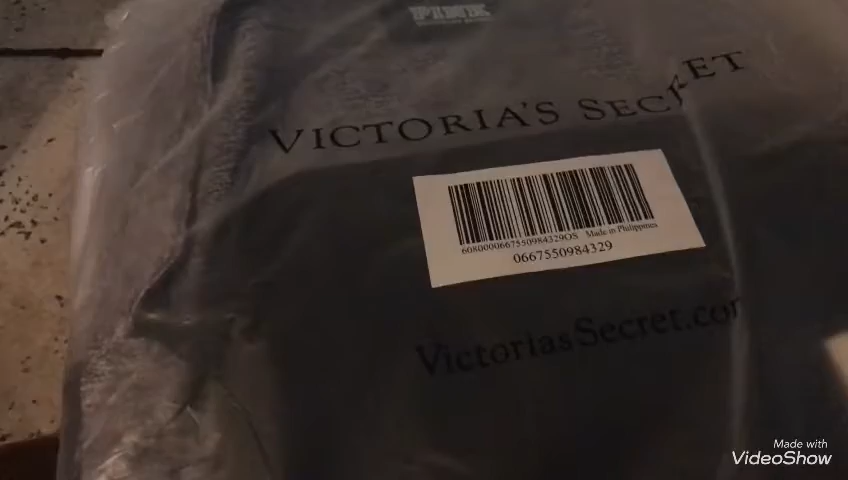 PINK
VICTORIA'S SECRET
6080000667550984329OS Made in Philippines
0667550984329
VictoriasSecret.com
Made with
VideoShow